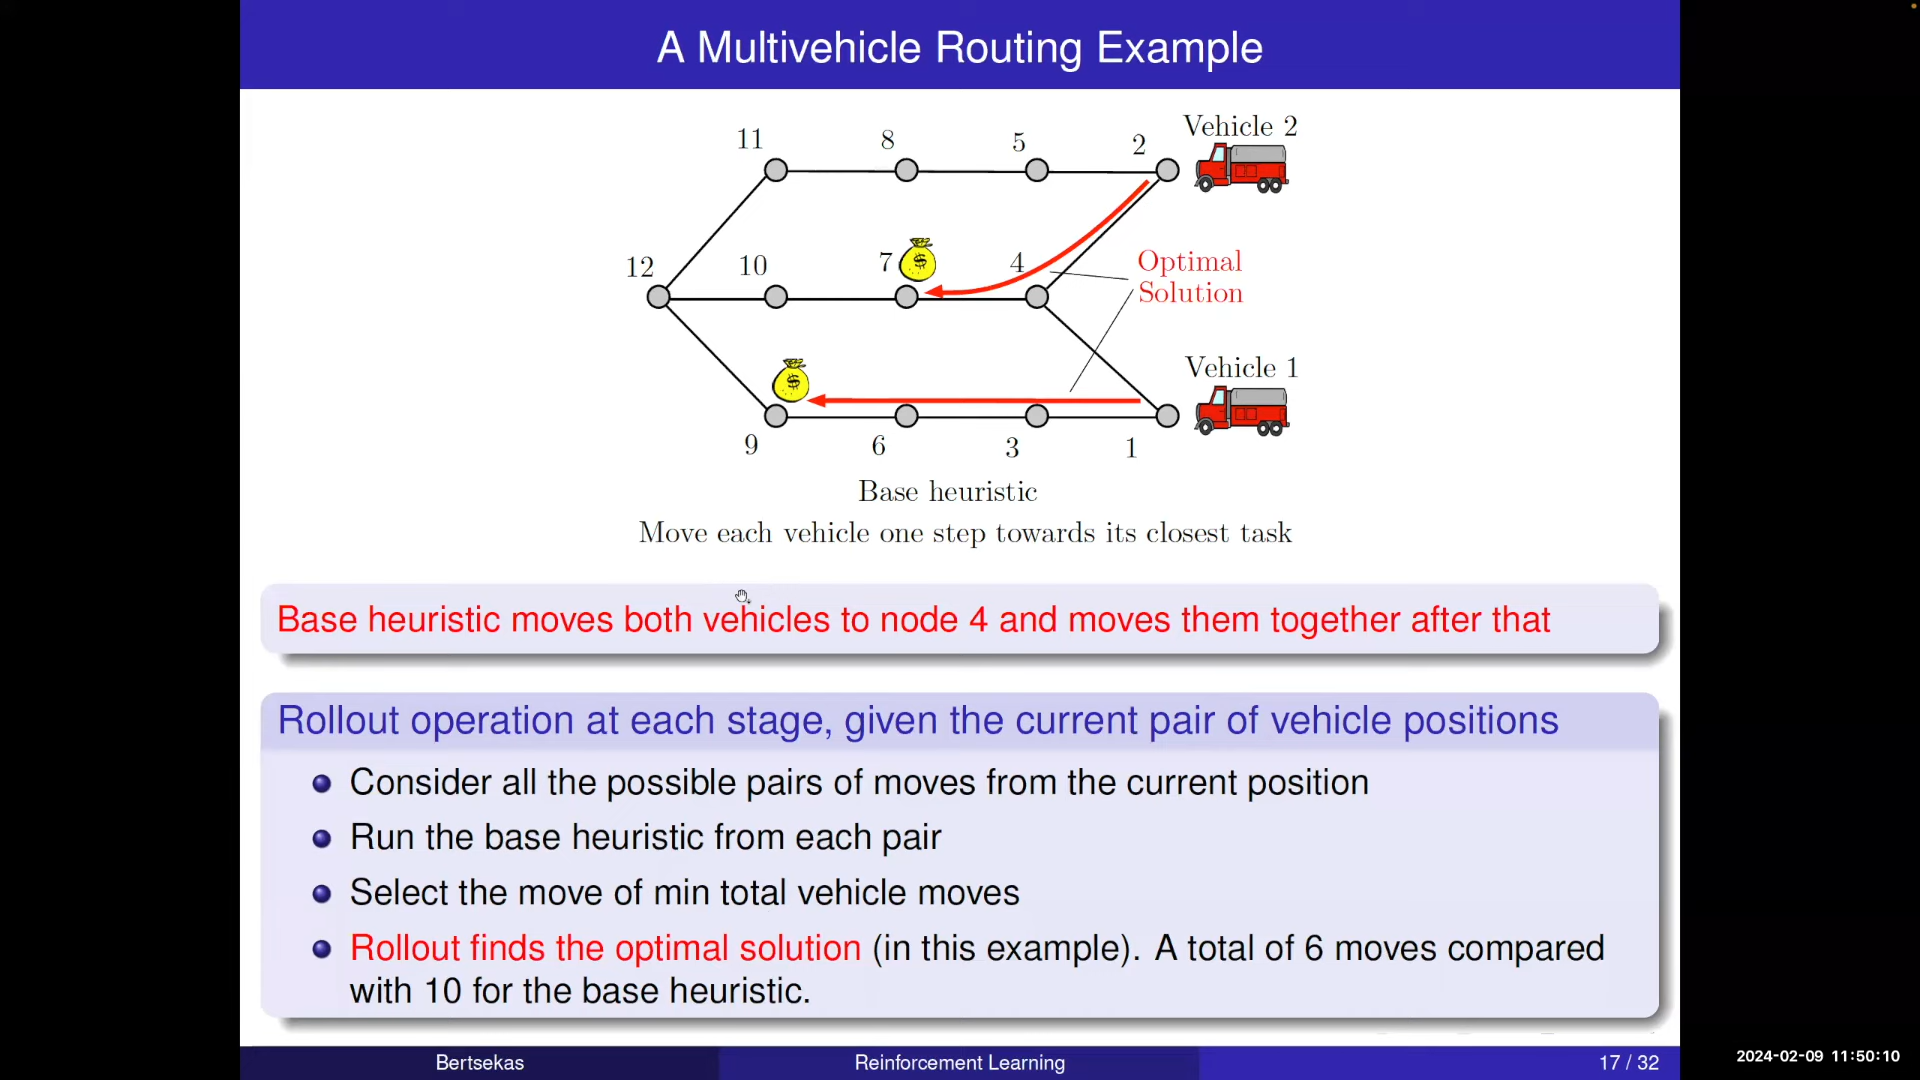 A Multivehicle Routing Example
11 8 5 2 Vehicle 2
12 10 7 $ 4 Optimal
Solution
$ Vehicle 1
9 6 3 1
Base heuristic
Move each vehicle one step towards its closest task
Base heuristic moves both vehicles to node 4 and moves them together after that
Rollout operation at each stage, given the current pair of vehicle positions
Consider all the possible pairs of moves from the current position
Run the base heuristic from each pair
Select the move of min total vehicle moves
Rollout finds the optimal solution (in this example). A total of 6 moves compared
with 10 for the base heuristic.
Bertsekas Reinforcement Learning 17 / 32
2024-02-09 11:50:10